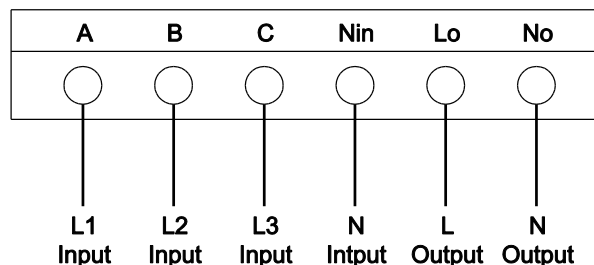 A B C Nin Lo No
L1 L2 L3 N L N
Input Input Input Intput Output Output